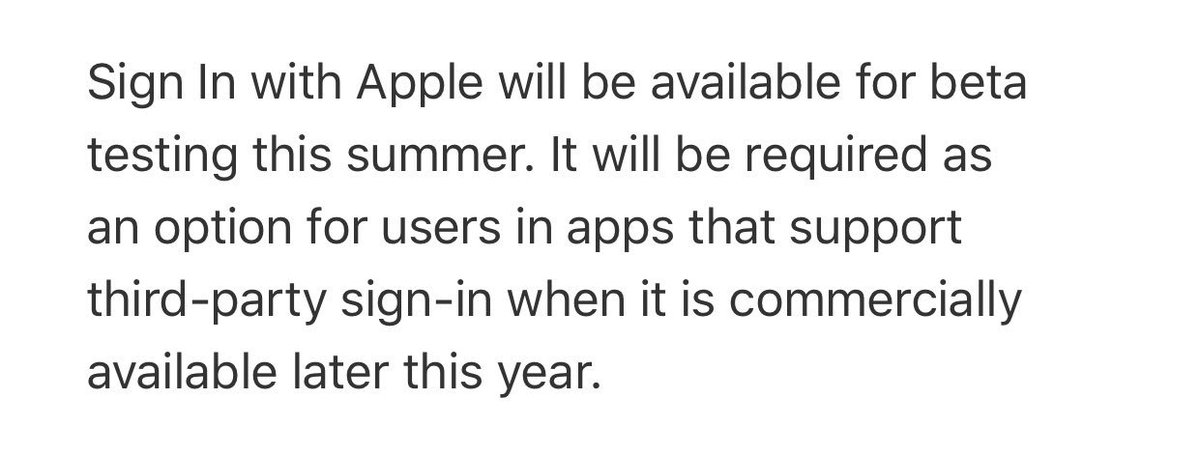 Sign In with Apple will be available for beta
testing this summer. It will be required as
an option for users in apps that support
third-party sign-in when it is commercially
available later this year.